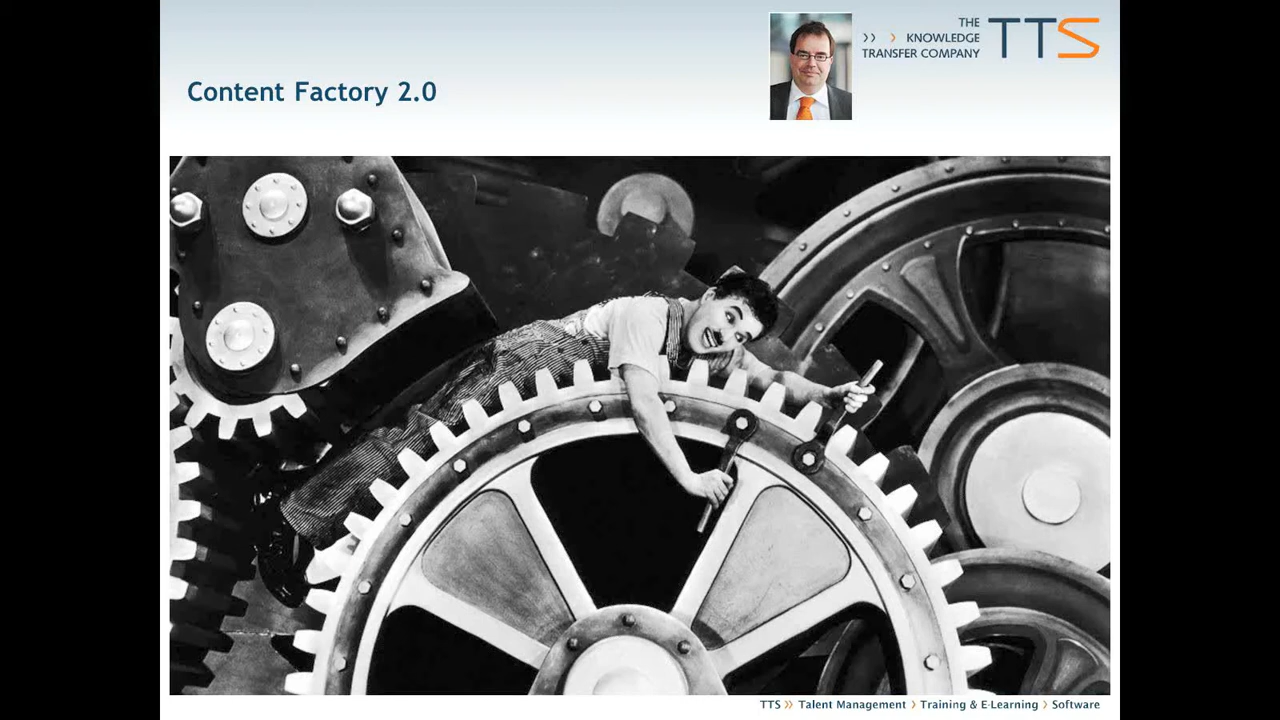 THE
›› › KNOWLEDGE
TRANSFER COMPANY
TTS
Content Factory 2.0
TTS ›› Talent Management › Training & E-Learning › Software